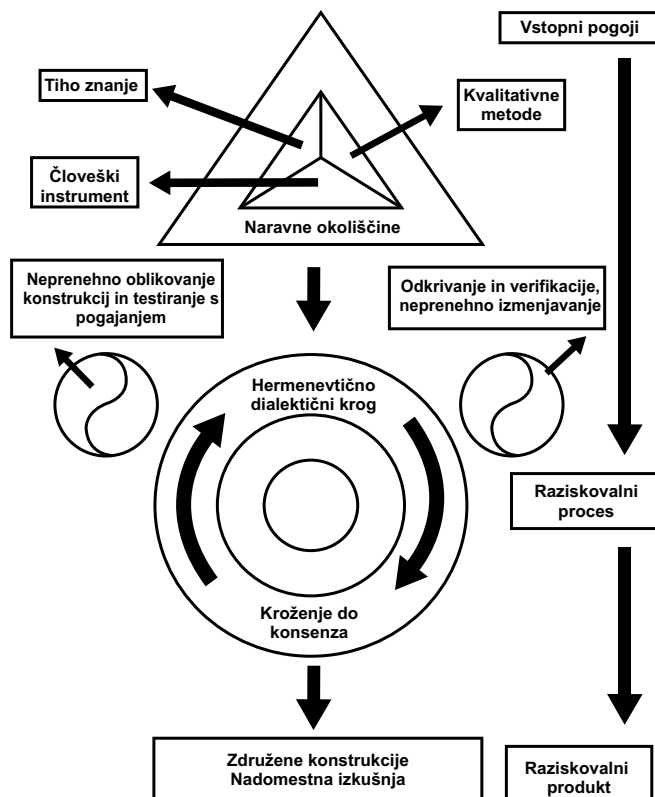 Vstopni pogoji
Tiho znanje
Kvalitativne
metode
Človeški
instrument
Naravne okoliščine
Neprenehno oblikovanje
konstrukcij in testiranje s
pogajanjem
Odkrivanje in verifikacije,
neprenehno izmenjavanje
Hermenevtično
dialektični krog
Raziskovalni
proces
Kroženje do
konsenza
Združene konstrukcije
Nadomestna izkušnja
Raziskovalni
produkt